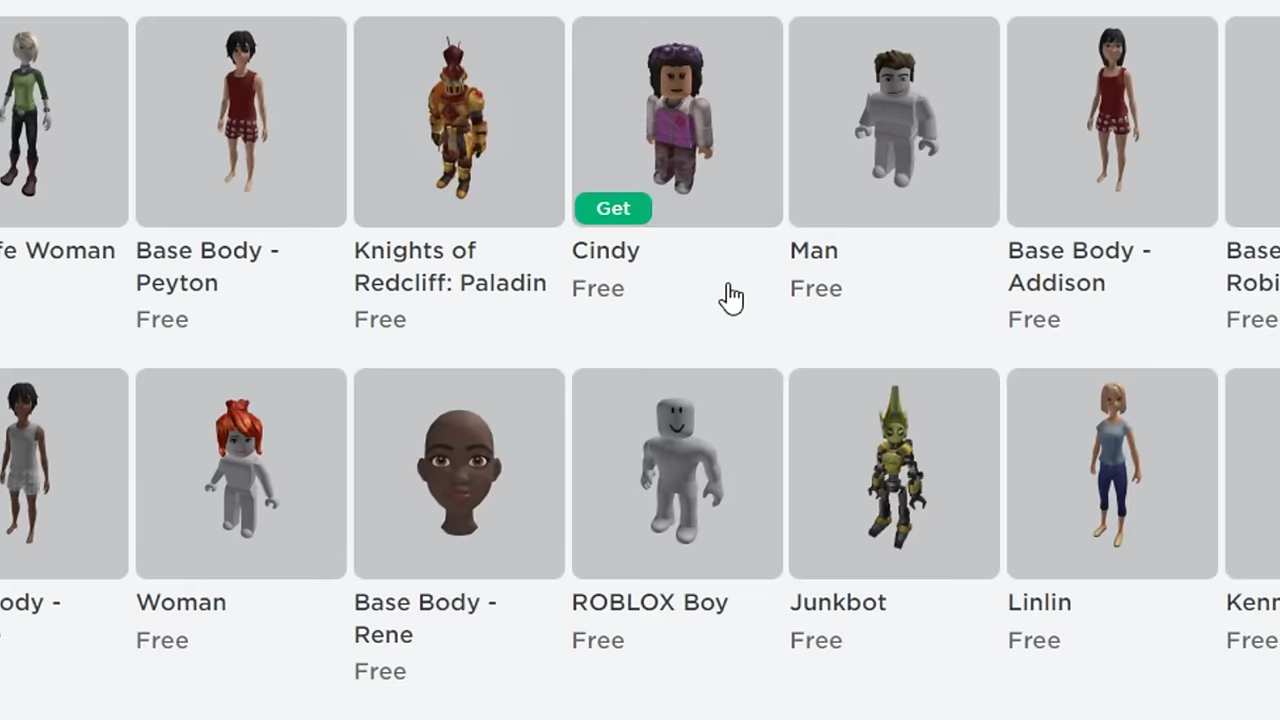 Get
fe Woman
Base Body -
Peyton
Free
Knights of
Redcliff: Paladin
Free
Cindy
Free
Man
Free
Base Body -
Addison
Free
Base
Robi
Free
ody -
Woman
Free
Base Body -
Rene
Free
ROBLOX Boy
Free
Junkbot
Free
Linlin
Free
Kenn
Free